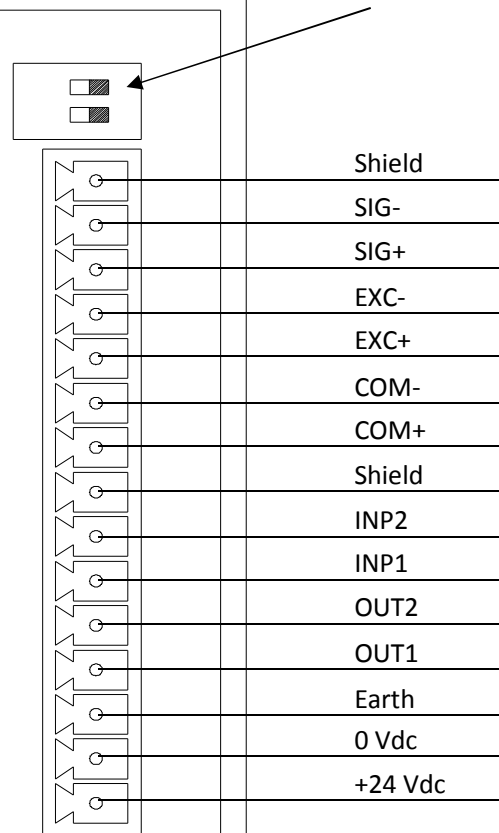 Shield
SIG-
SIG+
EXC-
EXC+
COM-
COM+
Shield
INP2
INP1
OUT2
OUT1
Earth
0 Vdc
+24 Vdc